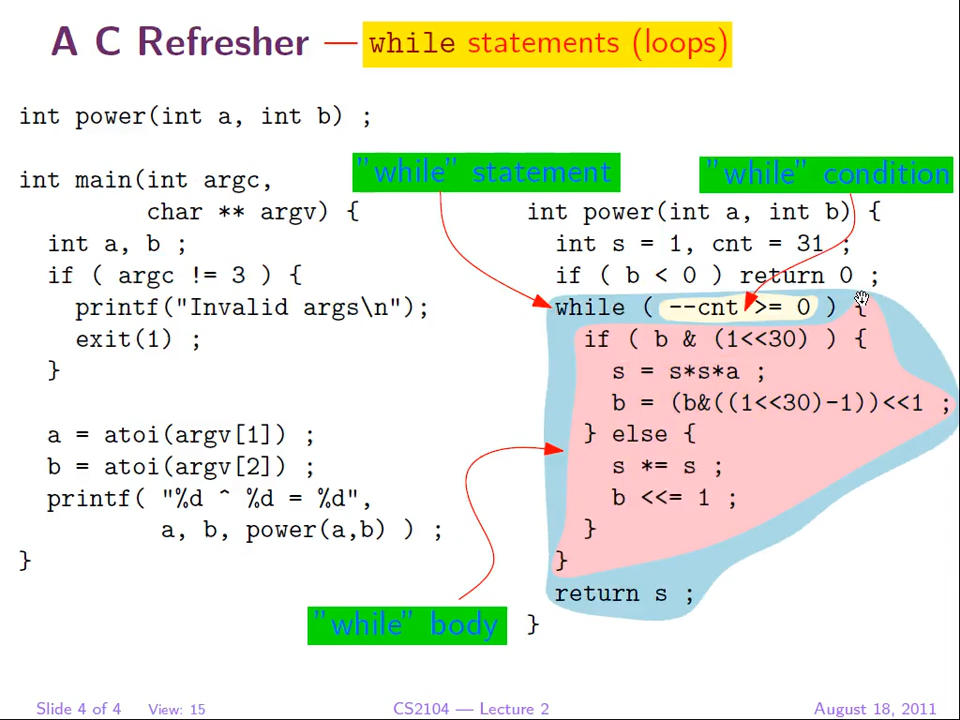 A C Refresher — while statements (loops)
int power(int a, int b) ;
int main(int argc,
char ** argv) {
int a, b ;
if ( argc != 3 ) {
printf("Invalid args\n");
exit(1) ;
}
a = atoi(argv[1]) ;
b = atoi(argv[2]) ;
printf( "%d ^ %d = %d",
a, b, power(a,b) ) ;
}
"while" statement
"while" condition
int power(int a, int b) {
int s = 1, cnt = 31 ;
if ( b < 0 ) return 0 ;
while ( --cnt >= 0 ) {
if ( b & (1<<30) ) {
s = s*s*a ;
b = (b&((1<<30)-1))<<1 ;
} else {
s *= s ;
b <<= 1 ;
}
}
return s ;
}
"while" body
Slide 4 of 4 View: 15
CS2104 — Lecture 2
August 18, 2011